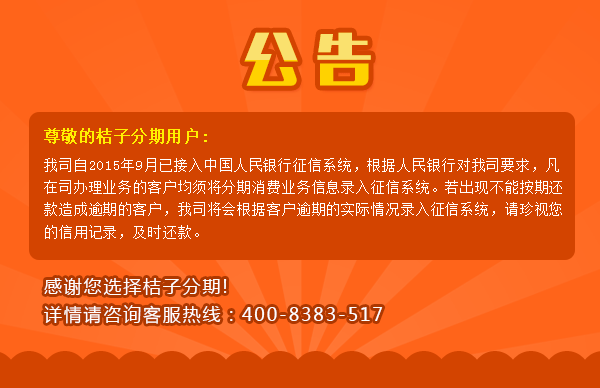 公告
尊敬的桔子分期用户：
我司自2015年9月已接入中国人民银行征信系统，根据人民银行对我司要求，凡
在司办理业务的客户均须将分期消费业务信息录入征信系统。若出现不能按期还
款造成逾期的客户，我司将会根据客户逾期的实际情况录入征信系统，请珍视您
的信用记录，及时还款。
感谢您选择桔子分期!
详情请咨询客服热线：400-8383-517